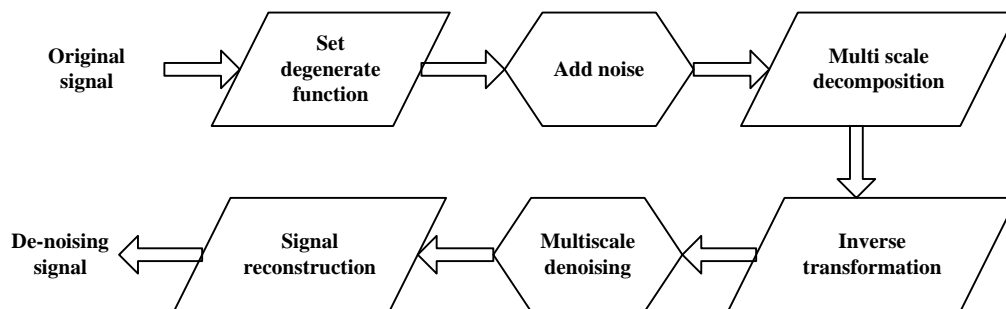 Original
signal
Set
degenerate
function
Add noise
Multi scale
decomposition
De-noising
signal
Signal
reconstruction
Multiscale
denoising
Inverse
transformation